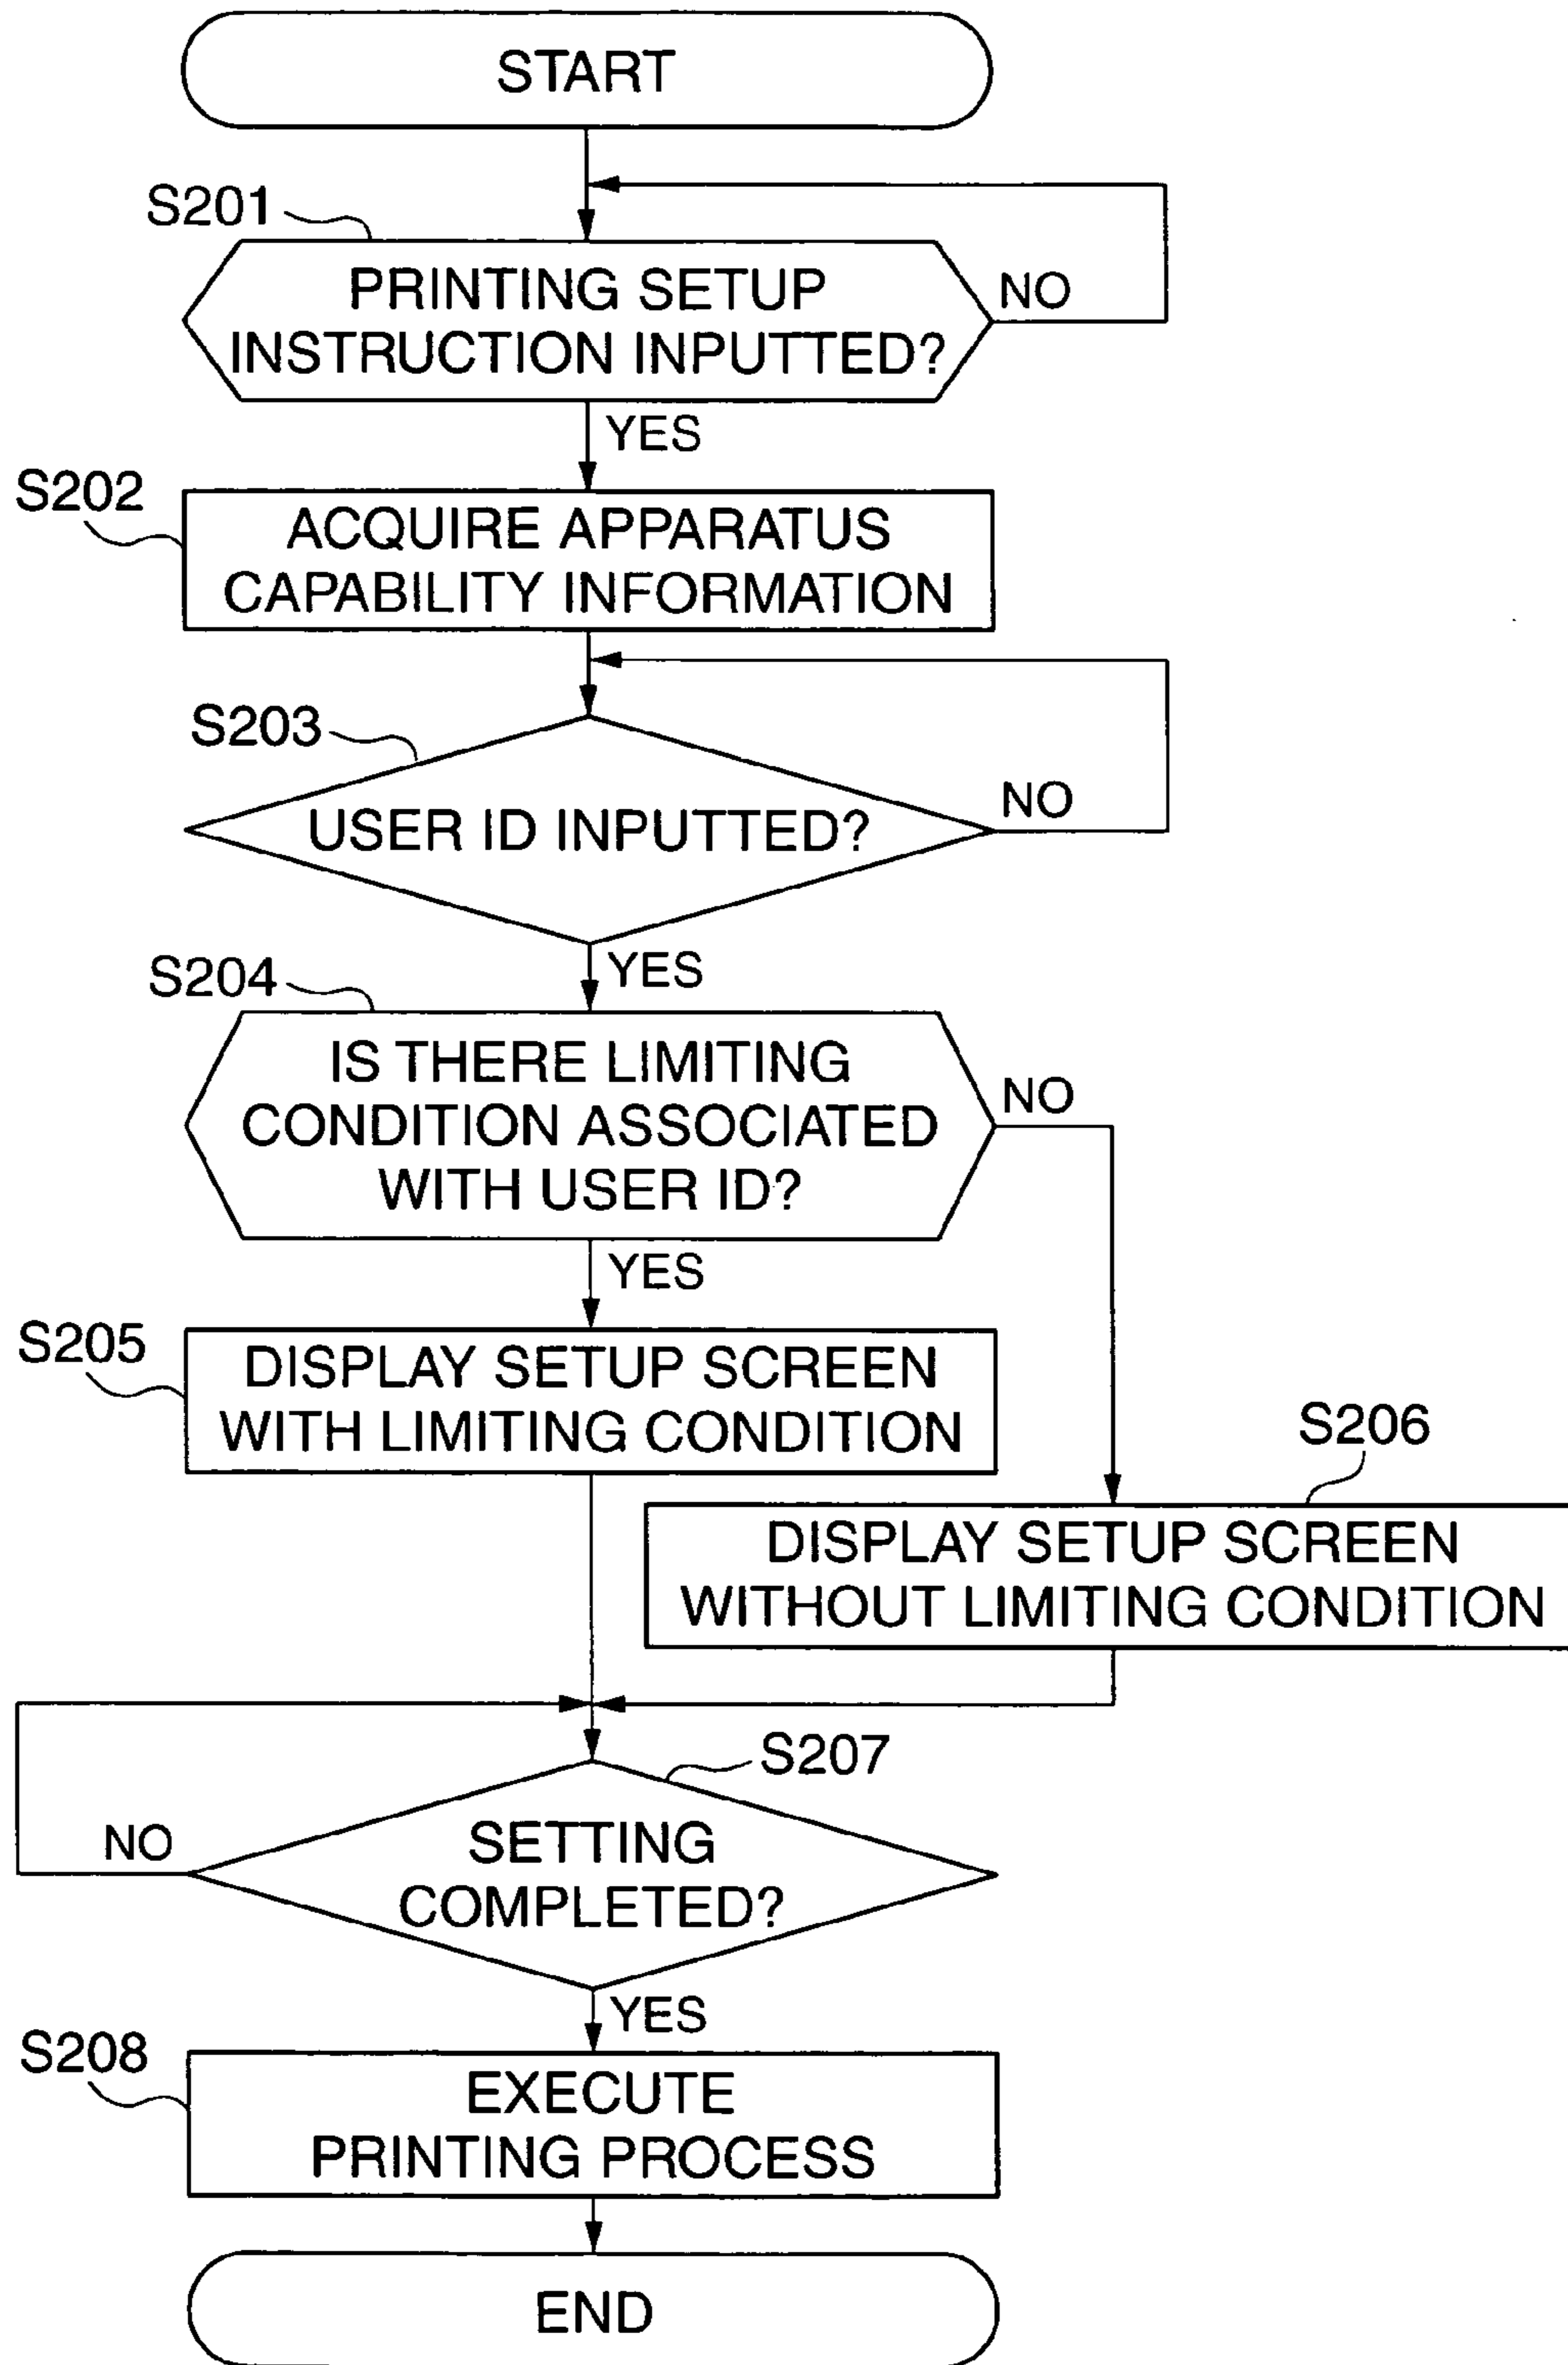 START
S201
PRINTING SETUP
INSTRUCTION INPUTTED?
NO
YES
S202
ACQUIRE APPARATUS
CAPABILITY INFORMATION
S203
USER ID INPUTTED?
NO
YES
S204
IS THERE LIMITING
CONDITION ASSOCIATED
WITH USER ID?
NO
YES
S205
DISPLAY SETUP SCREEN
WITH LIMITING CONDITION
S206
DISPLAY SETUP SCREEN
WITHOUT LIMITING CONDITION
S207
SETTING
COMPLETED?
NO
YES
S208
EXECUTE
PRINTING PROCESS
END